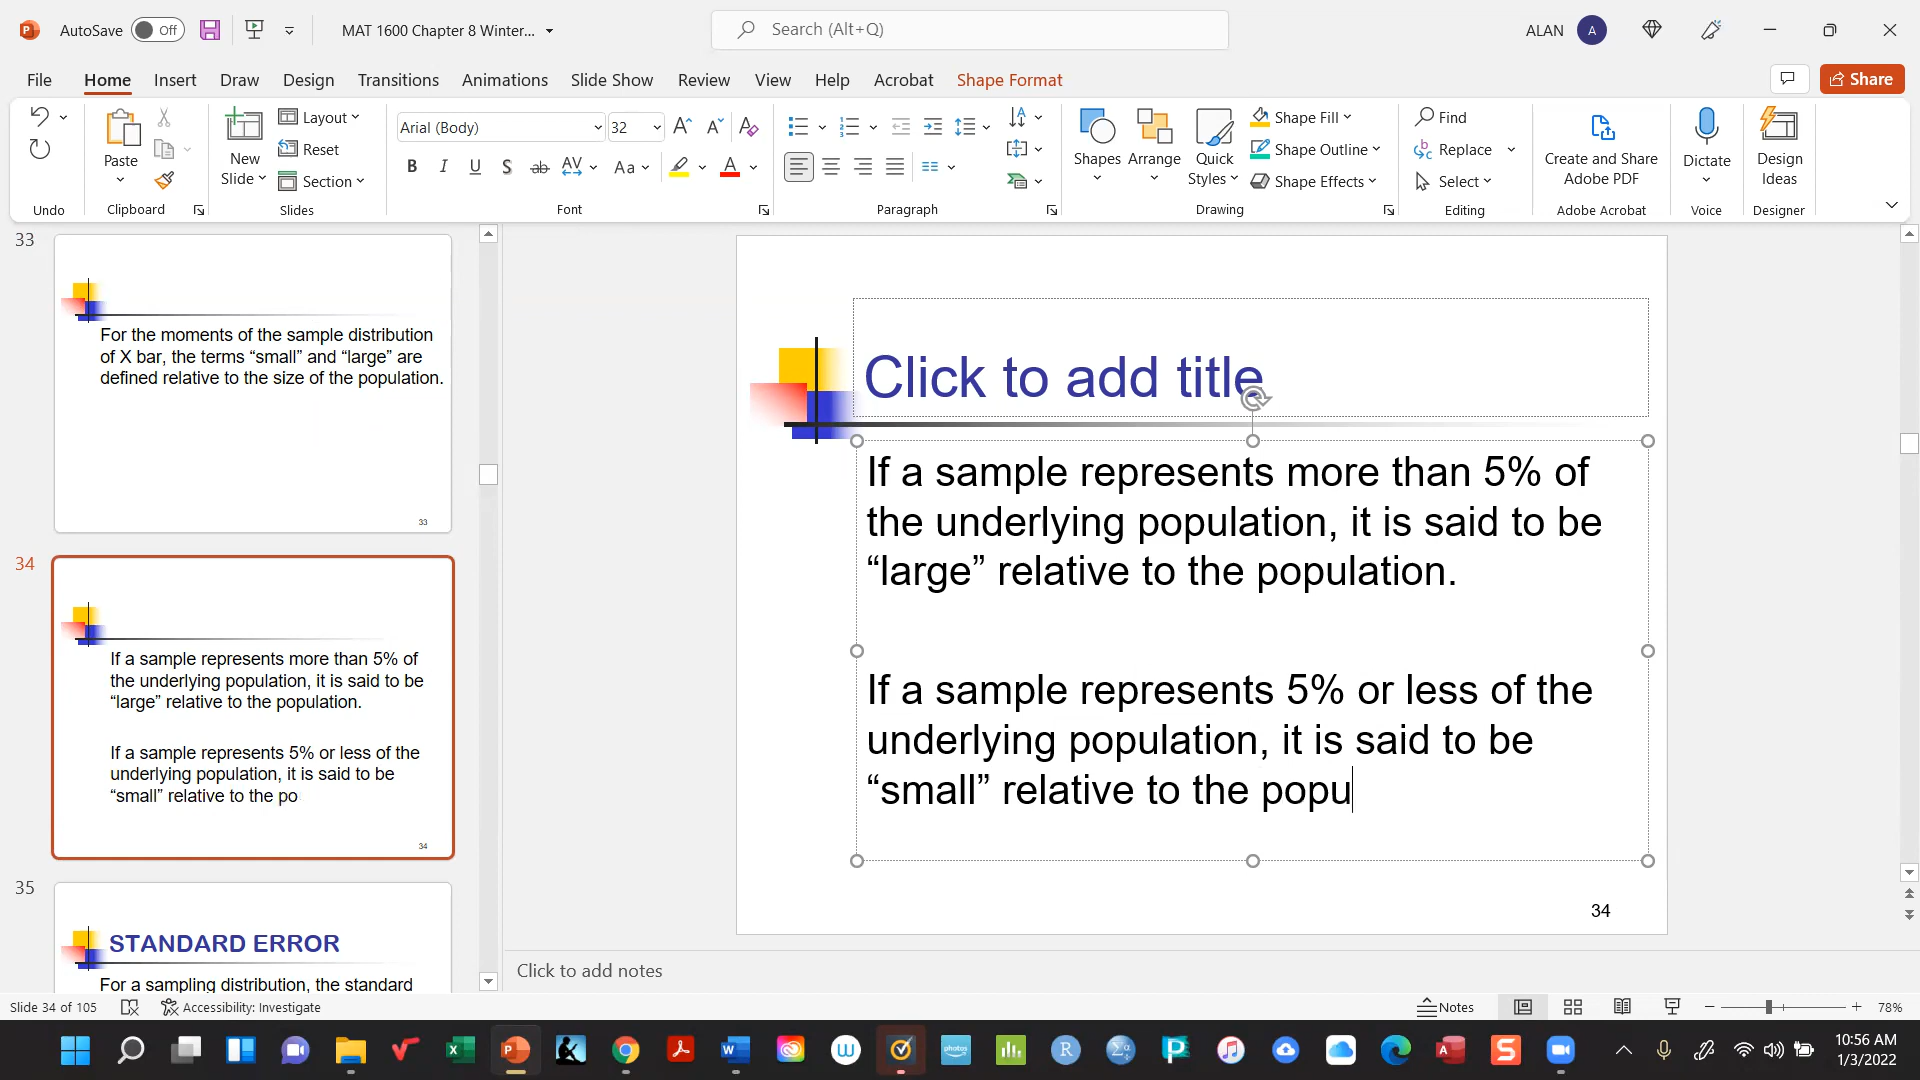 AutoSave Off MAT 1600 Chapter 8 Winter... Search (Alt+Q) ALAN A
File Home Insert Draw Design Transitions Animations Slide Show Review View Help Acrobat Shape Format Share
Arial (Body) 32
Paste
New
Slide
Layout
Reset
Section
B I U S ab AV Aa A
Shapes Arrange Quick
Styles
Shape Fill
Shape Outline
Shape Effects
Find
Replace
Select
Create and Share
Adobe PDF
Dictate
Design
Ideas
Undo Clipboard Slides Font Paragraph Drawing Editing Adobe Acrobat Voice Designer
33
For the moments of the sample distribution
of X bar, the terms “small” and “large” are
defined relative to the size of the population.
33
34
If a sample represents more than 5% of
the underlying population, it is said to be
“large” relative to the population.
If a sample represents 5% or less of the
underlying population, it is said to be
“small” relative to the po
34
35
STANDARD ERROR
For a sampling distribution, the standard
Click to add title
If a sample represents more than 5% of
the underlying population, it is said to be
“large” relative to the population.
If a sample represents 5% or less of the
underlying population, it is said to be
“small” relative to the popu
34
Click to add notes
Slide 34 of 105 Accessibility: Investigate Notes 78%
10:56 AM
1/3/2022